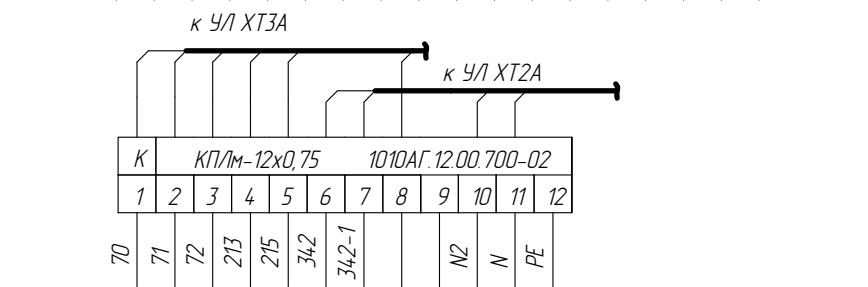 к УЛ ХТ3А
к УЛ ХТ2А
К КПЛм-12х0,75 1010АГ.12.00.700-02
1 2 3 4 5 6 7 8 9 10 11 12
70 71 72 213 215 342 342-1 N2 N PE